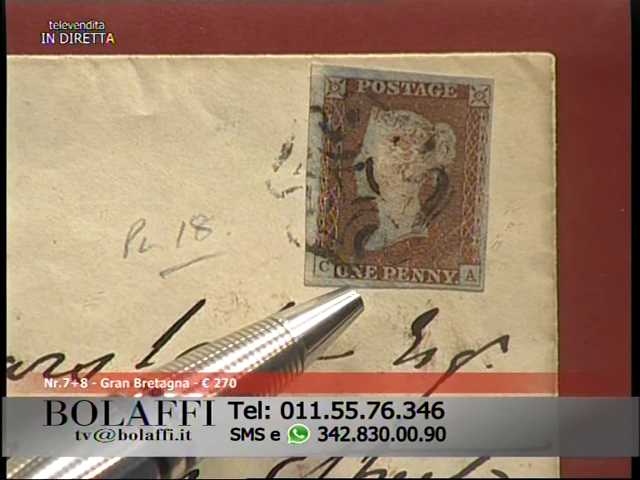 televendita
IN DIRETTA
POSTAGE
C ONE PENNY. A
18
Esq.
Nr.7+8 - Gran Bretagna - € 270
BOLAFFI
tv@bolaffi.it
Tel: 011.55.76.346
SMS e 342.830.00.90